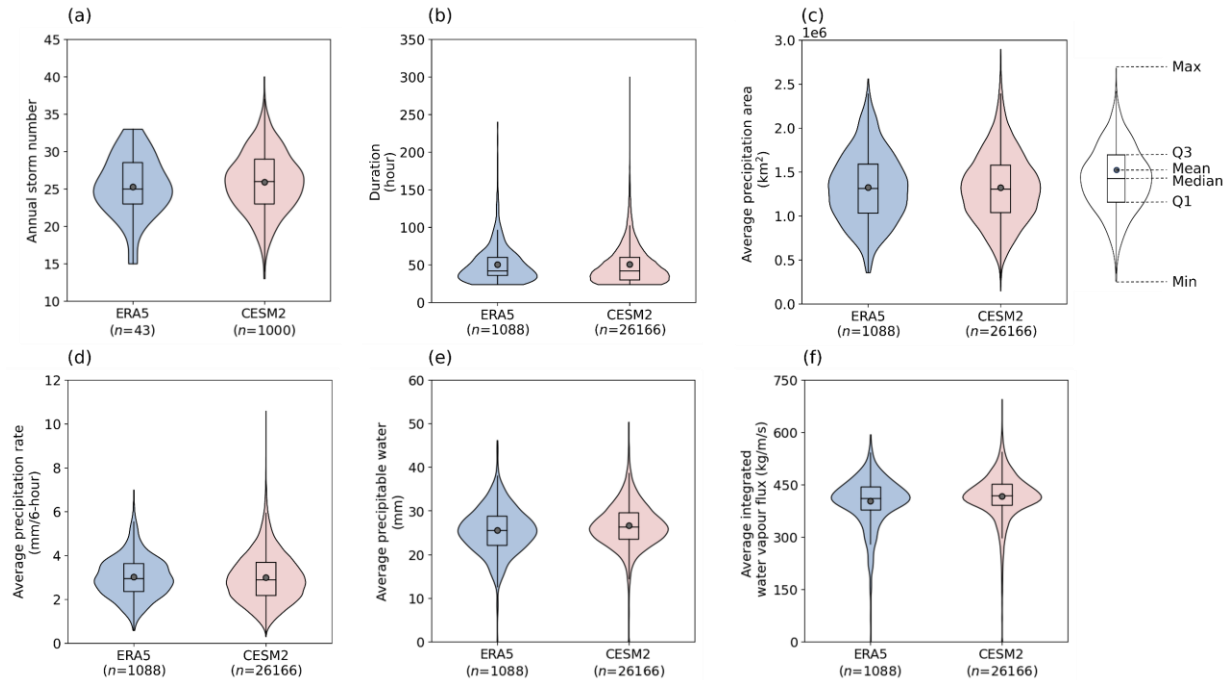 (a)
Annual storm number
45
40
35
30
25
20
15
10
ERA5
(n=43)
CESM2
(n=1000)
(b)
Duration
(hour)
350
300
250
200
150
100
50
0
ERA5
(n=1088)
CESM2
(n=26166)
(c)
1e6
Average precipitation area
(km²)
3.0
2.5
2.0
1.5
1.0
0.5
0.0
ERA5
(n=1088)
CESM2
(n=26166)
Max
Q3
Mean
Median
Q1
Min
(d)
Average precipitation rate
(mm/6-hour)
12
10
8
6
4
2
0
ERA5
(n=1088)
CESM2
(n=26166)
(e)
Average precipitable water
(mm)
60
50
40
30
20
10
0
ERA5
(n=1088)
CESM2
(n=26166)
(f)
Average integrated
water vapour flux (kg/m/s)
750
600
450
300
150
0
ERA5
(n=1088)
CESM2
(n=26166)